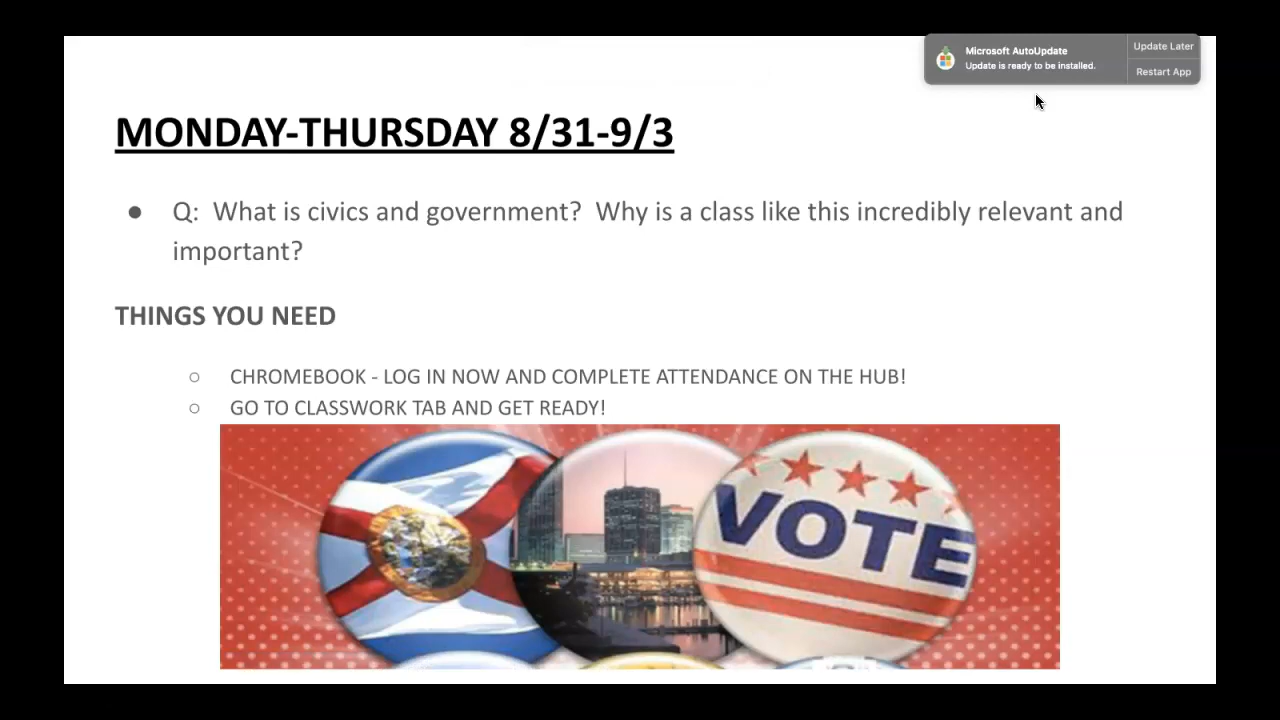 Microsoft AutoUpdate
Update is ready to be installed.
Update Later
Restart App
MONDAY-THURSDAY 8/31-9/3
● Q: What is civics and government? Why is a class like this incredibly relevant and
important?
THINGS YOU NEED
○ CHROMEBOOK - LOG IN NOW AND COMPLETE ATTENDANCE ON THE HUB!
○ GO TO CLASSWORK TAB AND GET READY!
VOTE